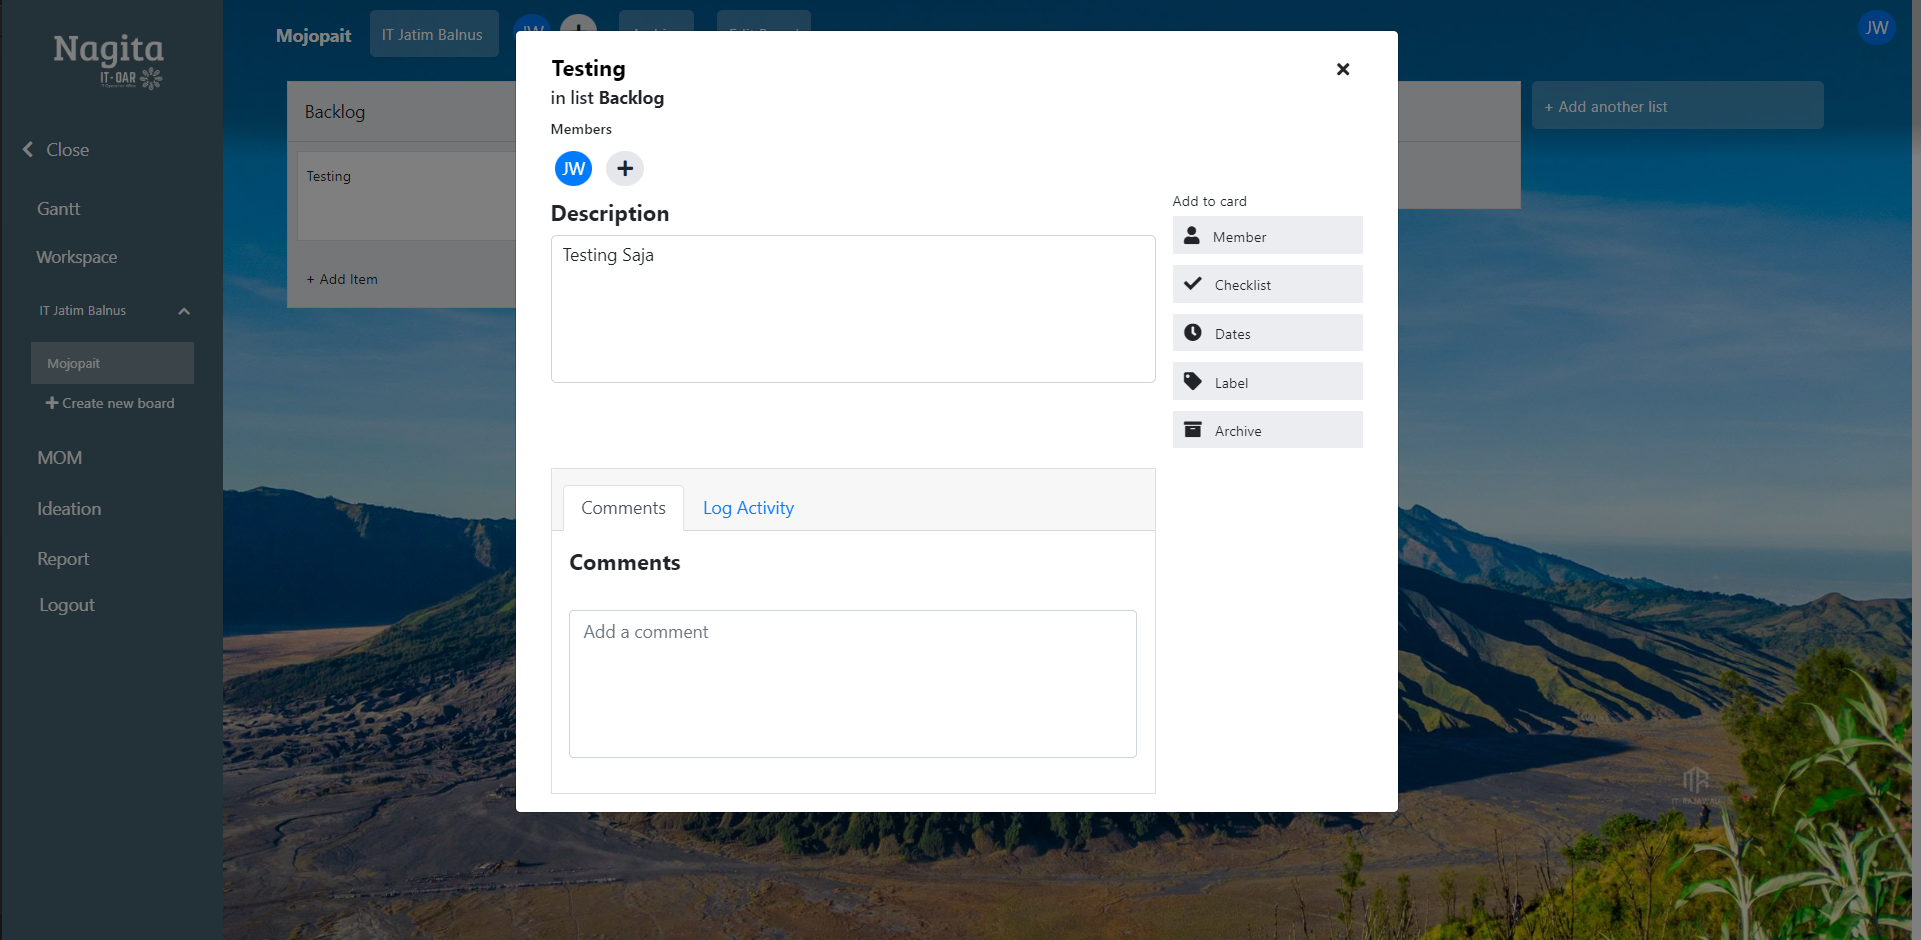 Nagita
IT-OAR
Close
Gantt
Workspace
IT Jatim Balnus
Mojopait
Create new board
MOM
Ideation
Report
Logout
Mojopait
IT Jatim Balnus
JW
JW
Backlog
Testing
+ Add Item
+ Add another list
Testing
in list Backlog
Members
JW
Description
Testing Saja
Add to card
Member
Checklist
Dates
Label
Archive
Comments
Log Activity
Comments
Add a comment